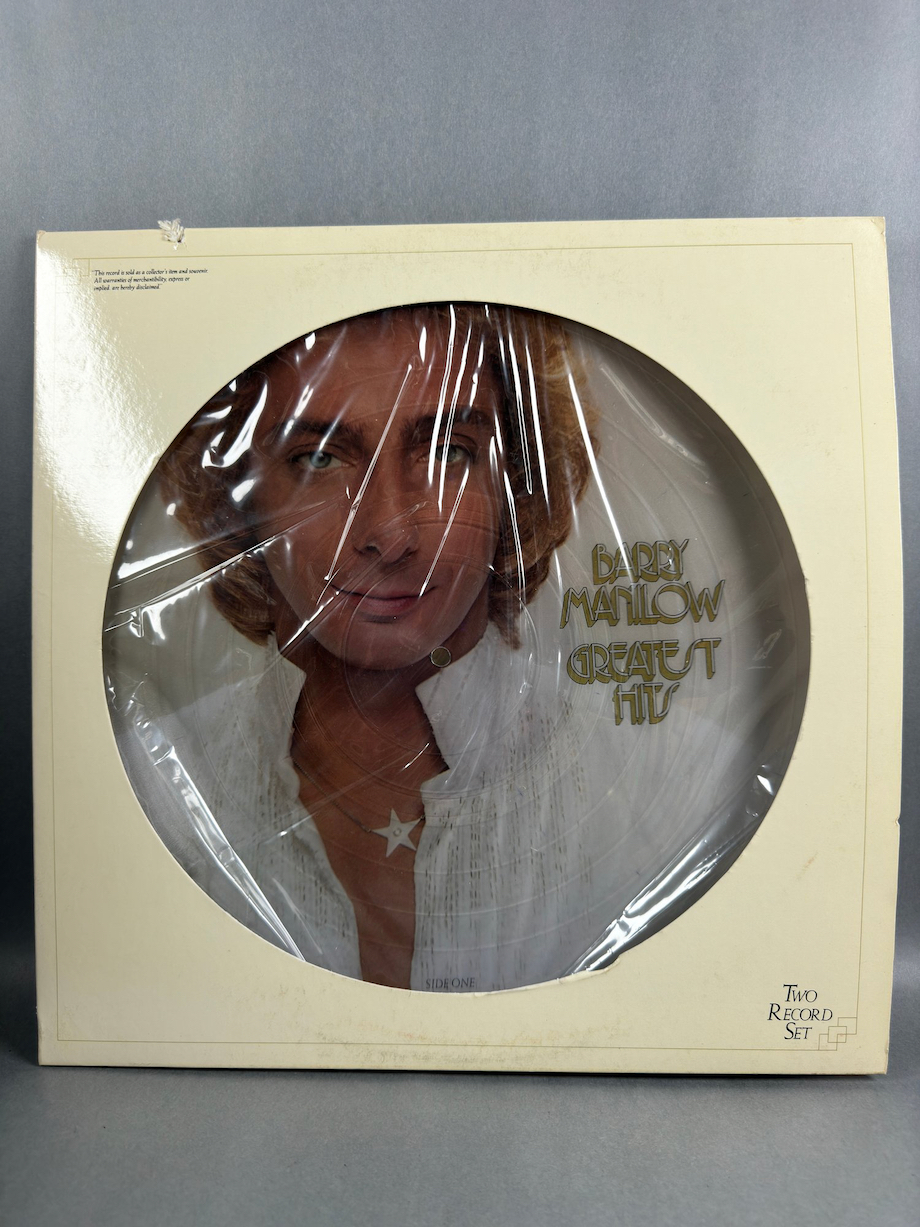 "This record is sold as a collector's item and souvenir.
All warranties of merchantibility, express or
implied are hereby disclaimed."
BARRY
MANILOW
GREATEST
HITS
SIDE ONE
TWO
RECORD
SET